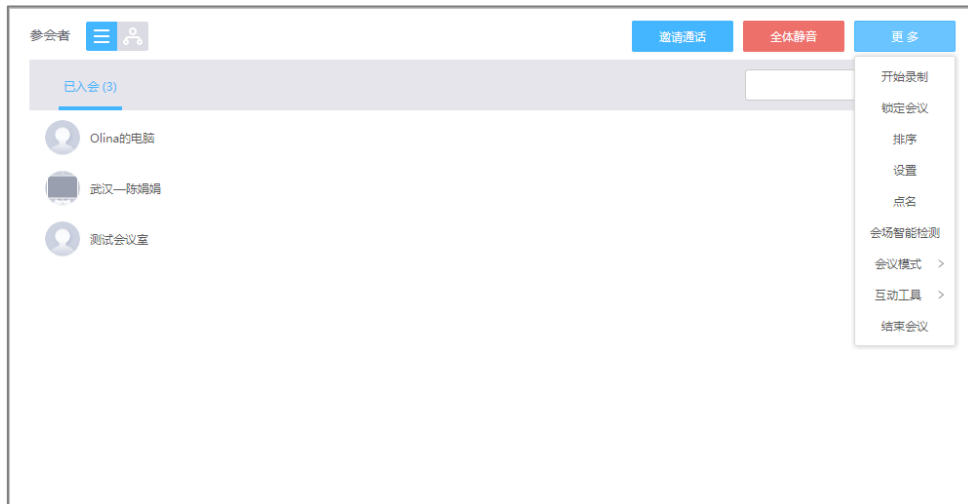 参会者
邀请通话 全体静音 更多
已入会 (3)
开始录制
锁定会议
Olina的电脑
排序
设置
武汉—陈娟娟
点名
会场智能检测
测试会议室
会议模式 >
互动工具 >
结束会议